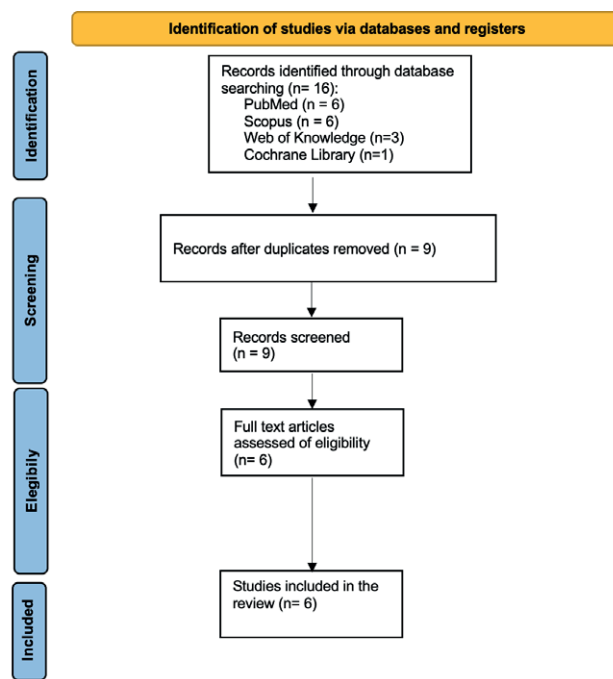 Identification of studies via databases and registers
Identification
Records identified through database
searching (n= 16):
PubMed (n = 6)
Scopus (n = 6)
Web of Knowledge (n=3)
Cochrane Library (n=1)
Screening
Records after duplicates removed (n = 9)
Records screened
(n = 9)
Elegibily
Full text articles
assessed of eligibility
(n= 6)
Included
Studies included in the
review (n= 6)